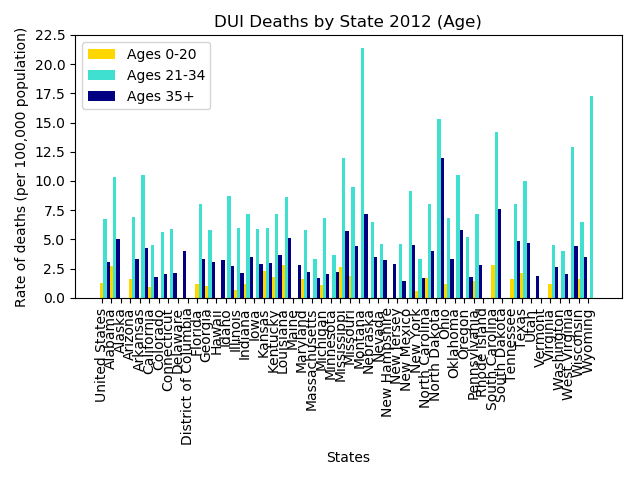 DUI Deaths by State 2012 (Age)
Rate of deaths (per 100,000 population)
22.5
20.0
17.5
15.0
12.5
10.0
7.5
5.0
2.5
0.0
Ages 0-20
Ages 21-34
Ages 35+
United States
Alabama
Alaska
Arizona
Arkansas
California
Colorado
Connecticut
Delaware
District of Columbia
Florida
Georgia
Hawaii
Idaho
Illinois
Indiana
Iowa
Kansas
Kentucky
Louisiana
Maine
Maryland
Massachusetts
Michigan
Minnesota
Mississippi
Missouri
Montana
Nebraska
Nevada
New Hampshire
New Jersey
New Mexico
New York
North Carolina
North Dakota
Ohio
Oklahoma
Oregon
Pennsylvania
Rhode Island
South Carolina
South Dakota
Tennessee
Texas
Utah
Vermont
Virginia
Washington
West Virginia
Wisconsin
Wyoming
States